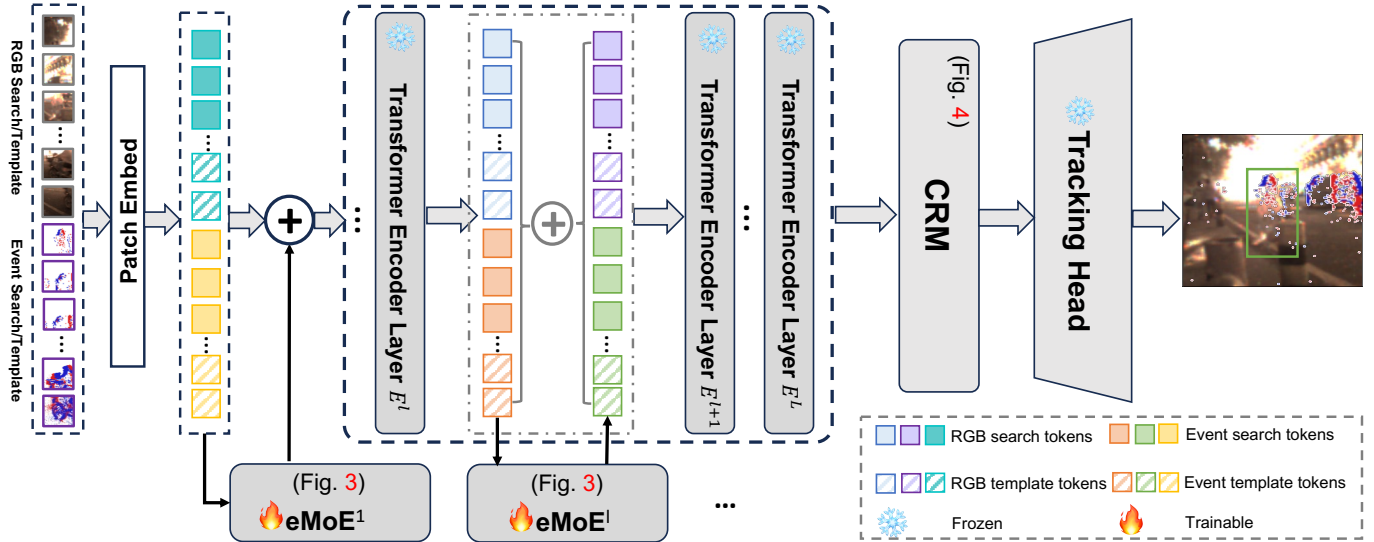 RGB Search/Template
Event Search/Template
Patch Embed
Transformer Encoder Layer E^l
Transformer Encoder Layer E^{l+1}
Transformer Encoder Layer E^L
(Fig. 4)
CRM
Tracking Head
(Fig. 3)
eMoE^1
(Fig. 3)
eMoE^l
...
RGB search tokens
Event search tokens
RGB template tokens
Event template tokens
Frozen
Trainable